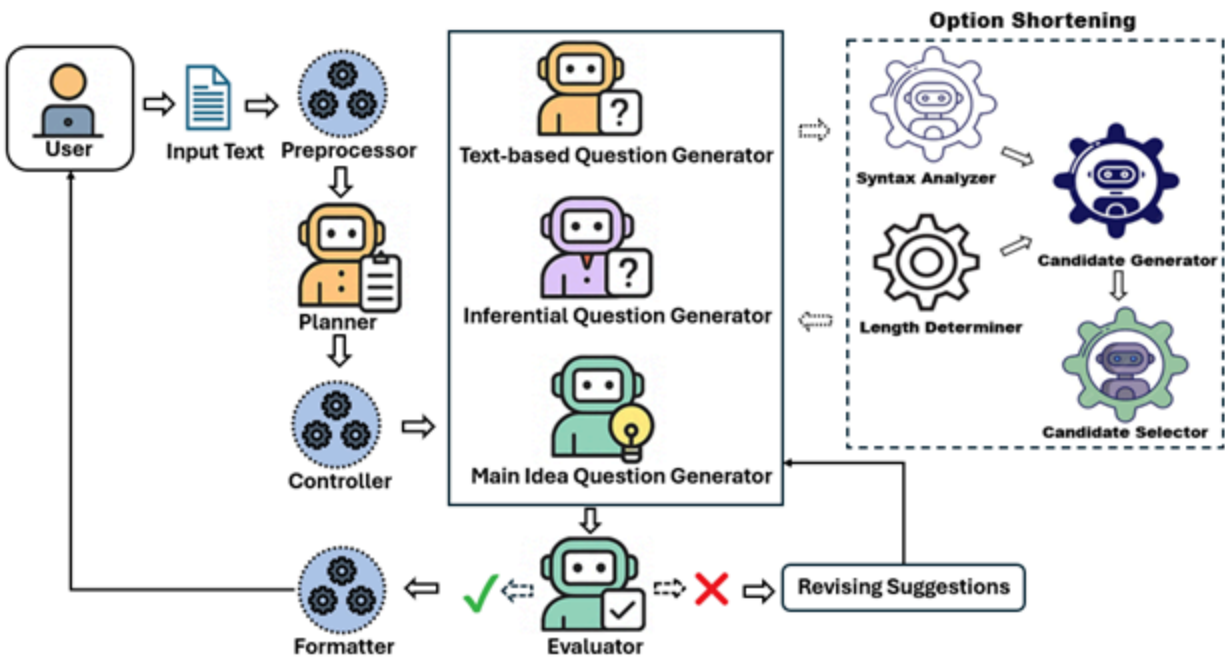 Option Shortening
User
Input Text
Preprocessor
?
Text-based Question Generator
Syntax Analyzer
Planner
?
Inferential Question Generator
Candidate Generator
Length Determiner
Controller
Main Idea Question Generator
Candidate Selector
Formatter
Evaluator
Revising Suggestions